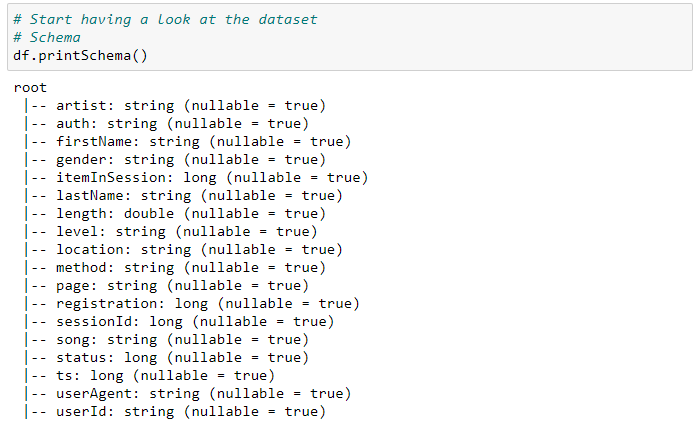 # Start having a look at the dataset
# Schema
df.printSchema()
root
|-- artist: string (nullable = true)
|-- auth: string (nullable = true)
|-- firstName: string (nullable = true)
|-- gender: string (nullable = true)
|-- itemInSession: long (nullable = true)
|-- lastName: string (nullable = true)
|-- length: double (nullable = true)
|-- level: string (nullable = true)
|-- location: string (nullable = true)
|-- method: string (nullable = true)
|-- page: string (nullable = true)
|-- registration: long (nullable = true)
|-- sessionId: long (nullable = true)
|-- song: string (nullable = true)
|-- status: long (nullable = true)
|-- ts: long (nullable = true)
|-- userAgent: string (nullable = true)
|-- userId: string (nullable = true)